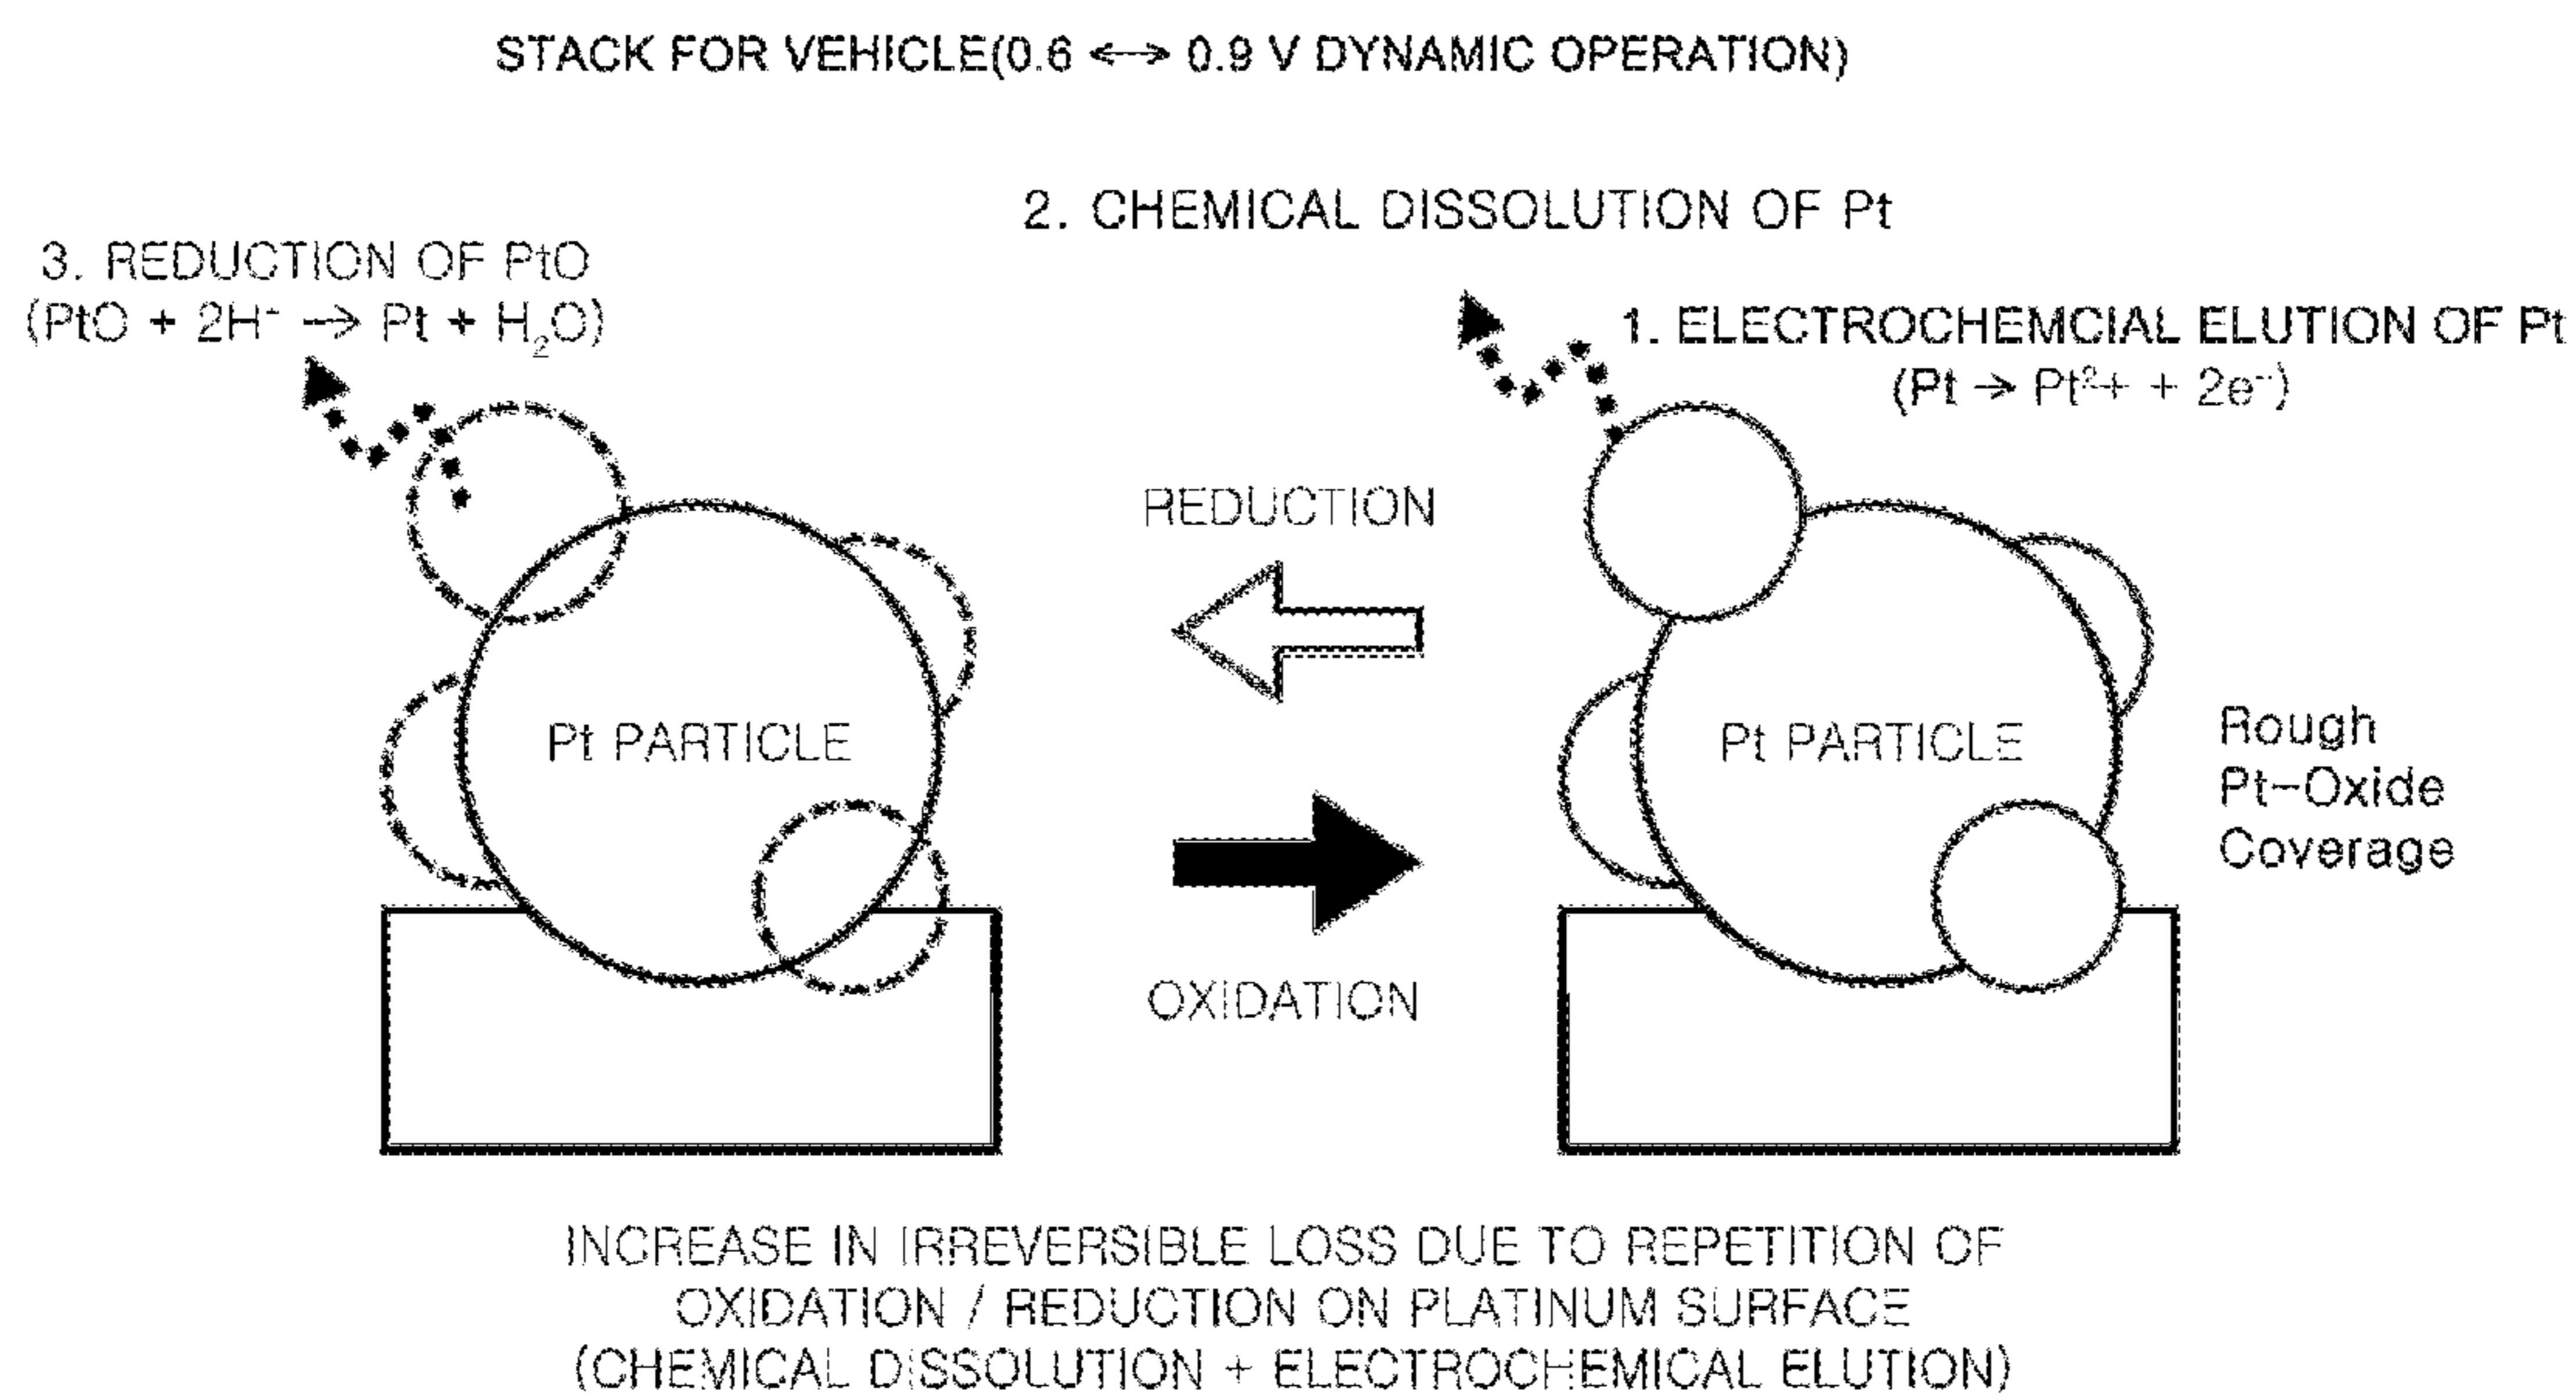 STACK FOR VEHICLE(0.6 ↔ 0.9 V DYNAMIC OPERATION)
2. CHEMICAL DISSOLUTION OF Pt
3. REDUCTION OF PtO
(PtO + 2H⁺ --> Pt + H₂O)
1. ELECTROCHEMCIAL ELUTION OF Pt
(Pt → Pt²+ + 2e⁻)
REDUCTION
Pt PARTICLE
Pt PARTICLE
Rough
Pt-Oxide
Coverage
OXIDATION
INCREASE IN IRREVERSIBLE LOSS DUE TO REPETITION OF
OXIDATION / REDUCTION ON PLATINUM SURFACE
(CHEMICAL DISSOLUTION + ELECTROCHEMICAL ELUTION)